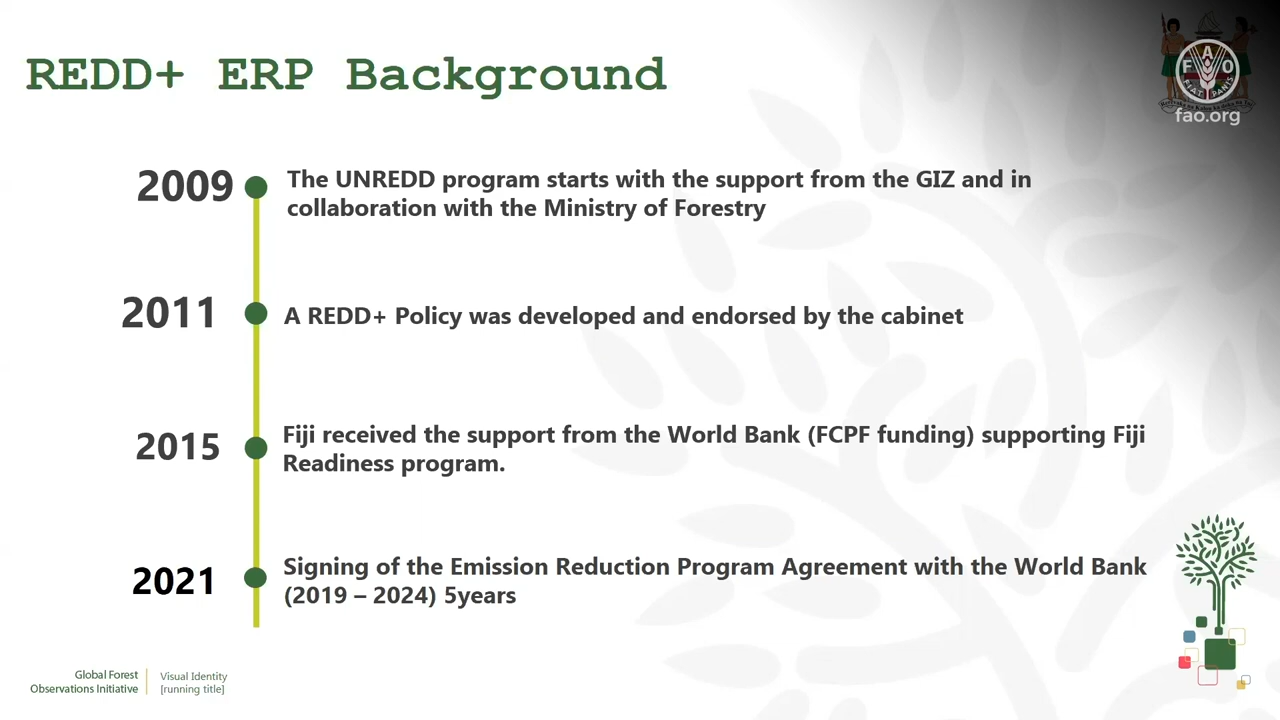 REDD+ ERP Background
FAO
FIAT PANIS
fao.org
2009
The UNREDD program starts with the support from the GIZ and in
collaboration with the Ministry of Forestry
2011
A REDD+ Policy was developed and endorsed by the cabinet
2015
Fiji received the support from the World Bank (FCPF funding) supporting Fiji
Readiness program.
2021
Signing of the Emission Reduction Program Agreement with the World Bank
(2019 – 2024) 5years
Global Forest
Observations Initiative
Visual Identity
[running title]